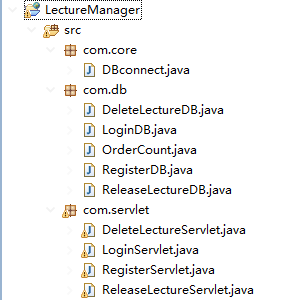 LectureManager
src
com.core
DBconnect.java
com.db
DeleteLectureDB.java
LoginDB.java
OrderCount.java
RegisterDB.java
ReleaseLectureDB.java
com.servlet
DeleteLectureServlet.java
LoginServlet.java
RegisterServlet.java
ReleaseLectureServlet.java